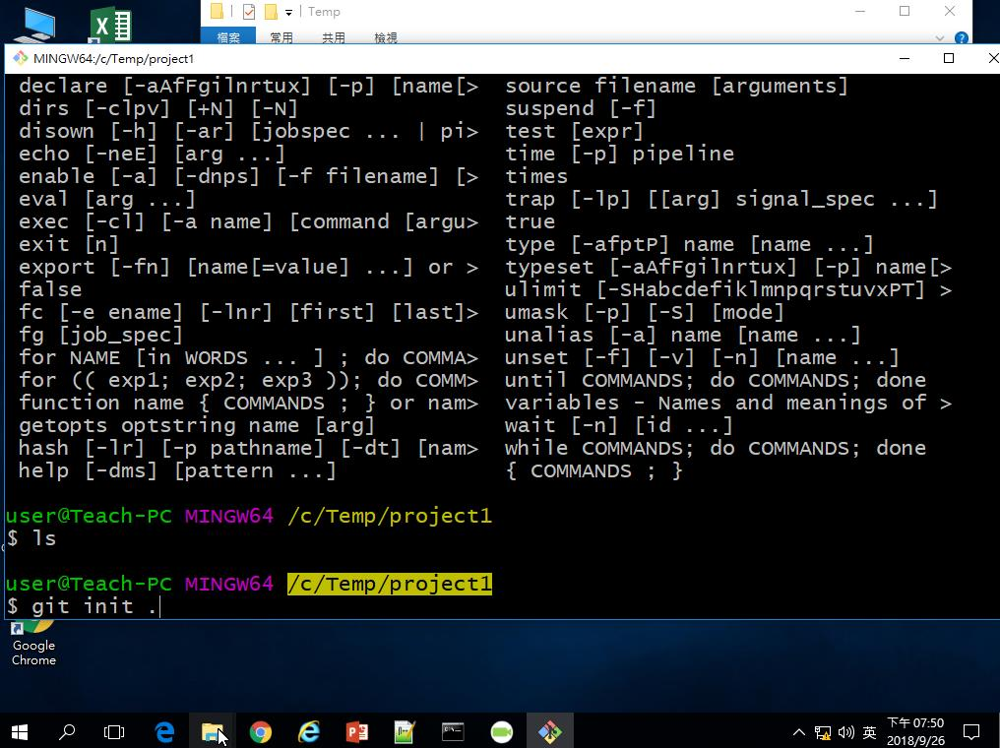 Temp
檔案 常用 共用 檢視
MINGW64:/c/Temp/project1
declare [-aAfFgilnrtux] [-p] [name[> source filename [arguments]
dirs [-clpv] [+N] [-N] suspend [-f]
disown [-h] [-ar] [jobspec ... | pi> test [expr]
echo [-neE] [arg ...] time [-p] pipeline
enable [-a] [-dnps] [-f filename] [> times
eval [arg ...] trap [-lp] [[arg] signal_spec ...]
exec [-cl] [-a name] [command [argu> true
exit [n] type [-afptP] name [name ...]
export [-fn] [name[=value] ...] or > typeset [-aAfFgilnrtux] [-p] name[>
false ulimit [-SHabcdefiklmnpqrstuvxPT] >
fc [-e ename] [-lnr] [first] [last]> umask [-p] [-S] [mode]
fg [job_spec] unalias [-a] name [name ...]
for NAME [in WORDS ... ] ; do COMMA> unset [-f] [-v] [-n] [name ...]
for (( exp1; exp2; exp3 )); do COMM> until COMMANDS; do COMMANDS; done
function name { COMMANDS ; } or nam> variables - Names and meanings of >
getopts optstring name [arg] wait [-n] [id ...]
hash [-lr] [-p pathname] [-dt] [nam> while COMMANDS; do COMMANDS; done
help [-dms] [pattern ...] { COMMANDS ; }
user@Teach-PC MINGW64 /c/Temp/project1
$ ls
user@Teach-PC MINGW64 /c/Temp/project1
$ git init .
Google
Chrome
英
下午 07:50
2018/9/26